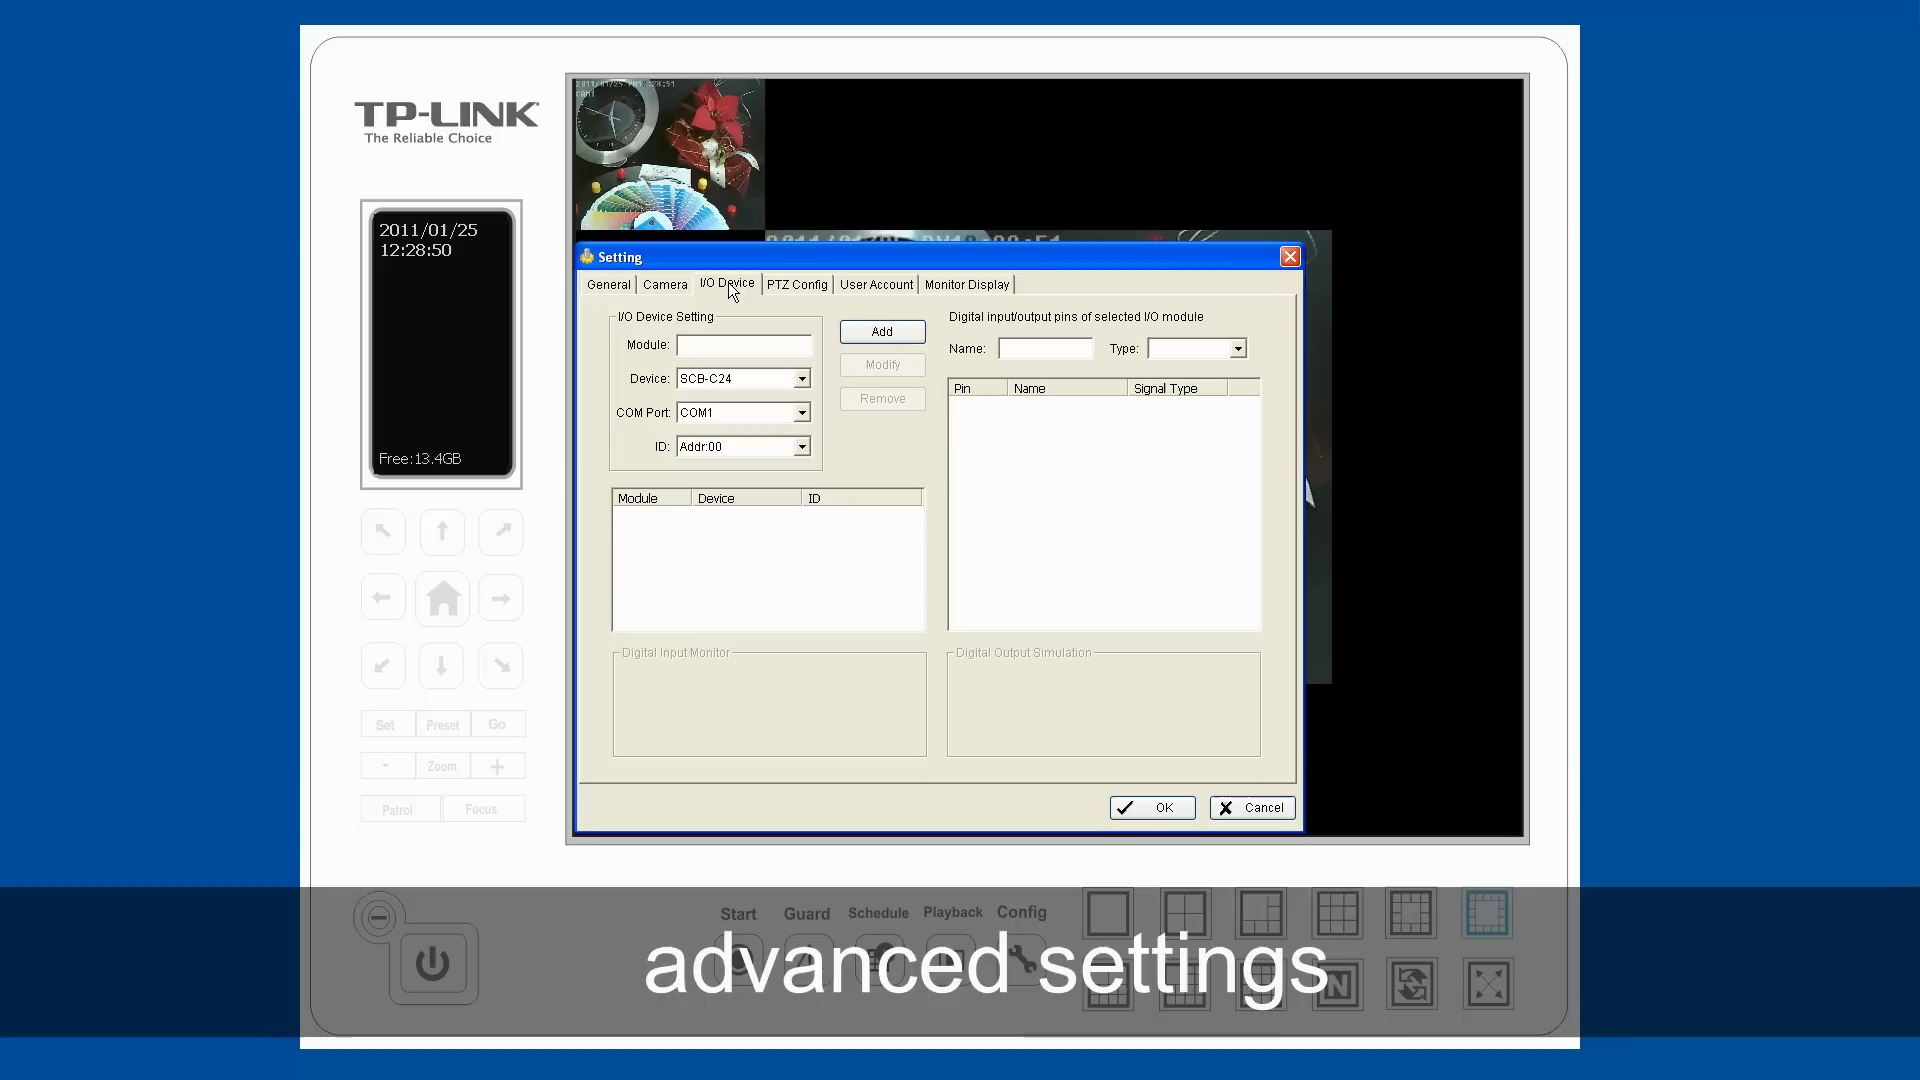 TP-LINK
The Reliable Choice
2011/01/25
12:28:50
Free:13.4GB
CAM1
Setting
General
Camera
I/O Device
PTZ Config
User Account
Monitor Display
I/O Device Setting
Module:
Device: SCB-C24
COM Port: COM1
ID: Addr:00
Add
Modify
Remove
Digital input/output pins of selected I/O module
Name:
Type:
Pin Name Signal Type
Module Device ID
Digital Input Monitor
Digital Output Simulation
OK
Cancel
Set Preset Go
- Zoom +
Patrol Focus
Start Guard Schedule Playback Config
N
advanced settings